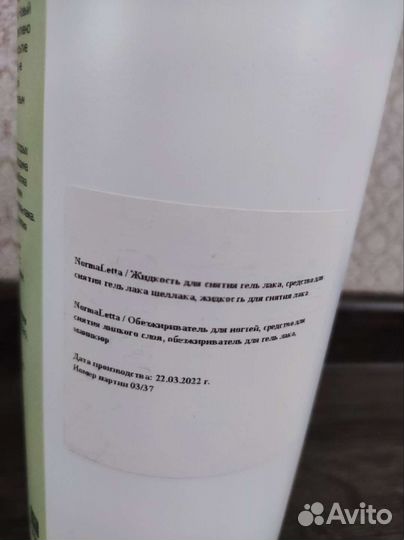 NormaLetta / Жидкость для снятия гель лака, средство для
снятия гель лака шеллака, жидкость для снятия лака
NormaLetta / Обезжириватель для ногтей, средство для
снятия липкого слоя, обезжириватель для гель лака,
маникюр
Дата производства: 22.03.2022 г.
Номер партии 03/37
Avito